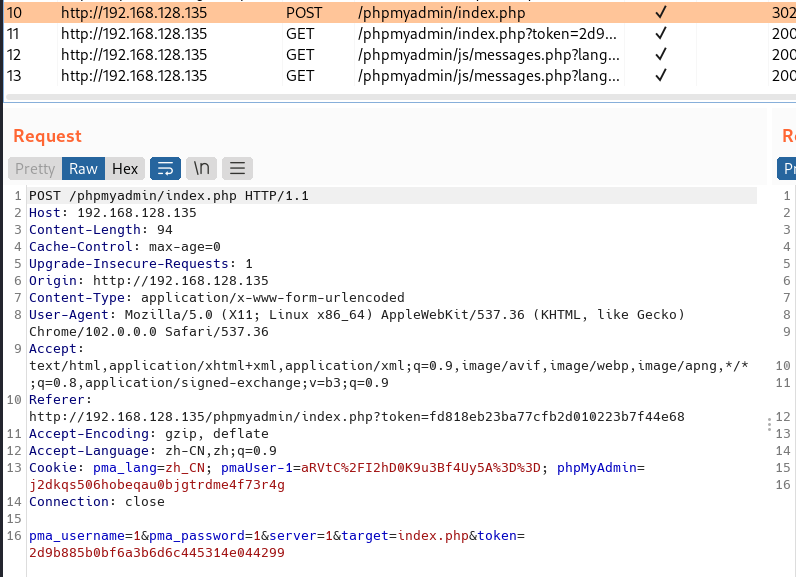 10 http://192.168.128.135 POST /phpmyadmin/index.php ✓ 302
11 http://192.168.128.135 GET /phpmyadmin/index.php?token=2d9... ✓ 200
12 http://192.168.128.135 GET /phpmyadmin/js/messages.php?lang... ✓ 200
13 http://192.168.128.135 GET /phpmyadmin/js/messages.php?lang... ✓ 200
Request
Pretty Raw Hex \n
1 POST /phpmyadmin/index.php HTTP/1.1
2 Host: 192.168.128.135
3 Content-Length: 94
4 Cache-Control: max-age=0
5 Upgrade-Insecure-Requests: 1
6 Origin: http://192.168.128.135
7 Content-Type: application/x-www-form-urlencoded
8 User-Agent: Mozilla/5.0 (X11; Linux x86_64) AppleWebKit/537.36 (KHTML, like Gecko)
Chrome/102.0.0.0 Safari/537.36
9 Accept:
text/html,application/xhtml+xml,application/xml;q=0.9,image/avif,image/webp,image/apng,*/*
;q=0.8,application/signed-exchange;v=b3;q=0.9
10 Referer:
http://192.168.128.135/phpmyadmin/index.php?token=fd818eb23ba77cfb2d010223b7f44e68
11 Accept-Encoding: gzip, deflate
12 Accept-Language: zh-CN,zh;q=0.9
13 Cookie: pma_lang=zh_CN; pmaUser-1=aRVtC%2FI2hD0K9u3Bf4Uy5A%3D%3D; phpMyAdmin=
j2dkqs506hobeqau0bjgtrdme4f73r4g
14 Connection: close
15
16 pma_username=1&pma_password=1&server=1&target=index.php&token=
2d9b885b0bf6a3b6d6c445314e044299
1
2
3
4
5
6
7
8
9
10
11
12
13
14
15
16